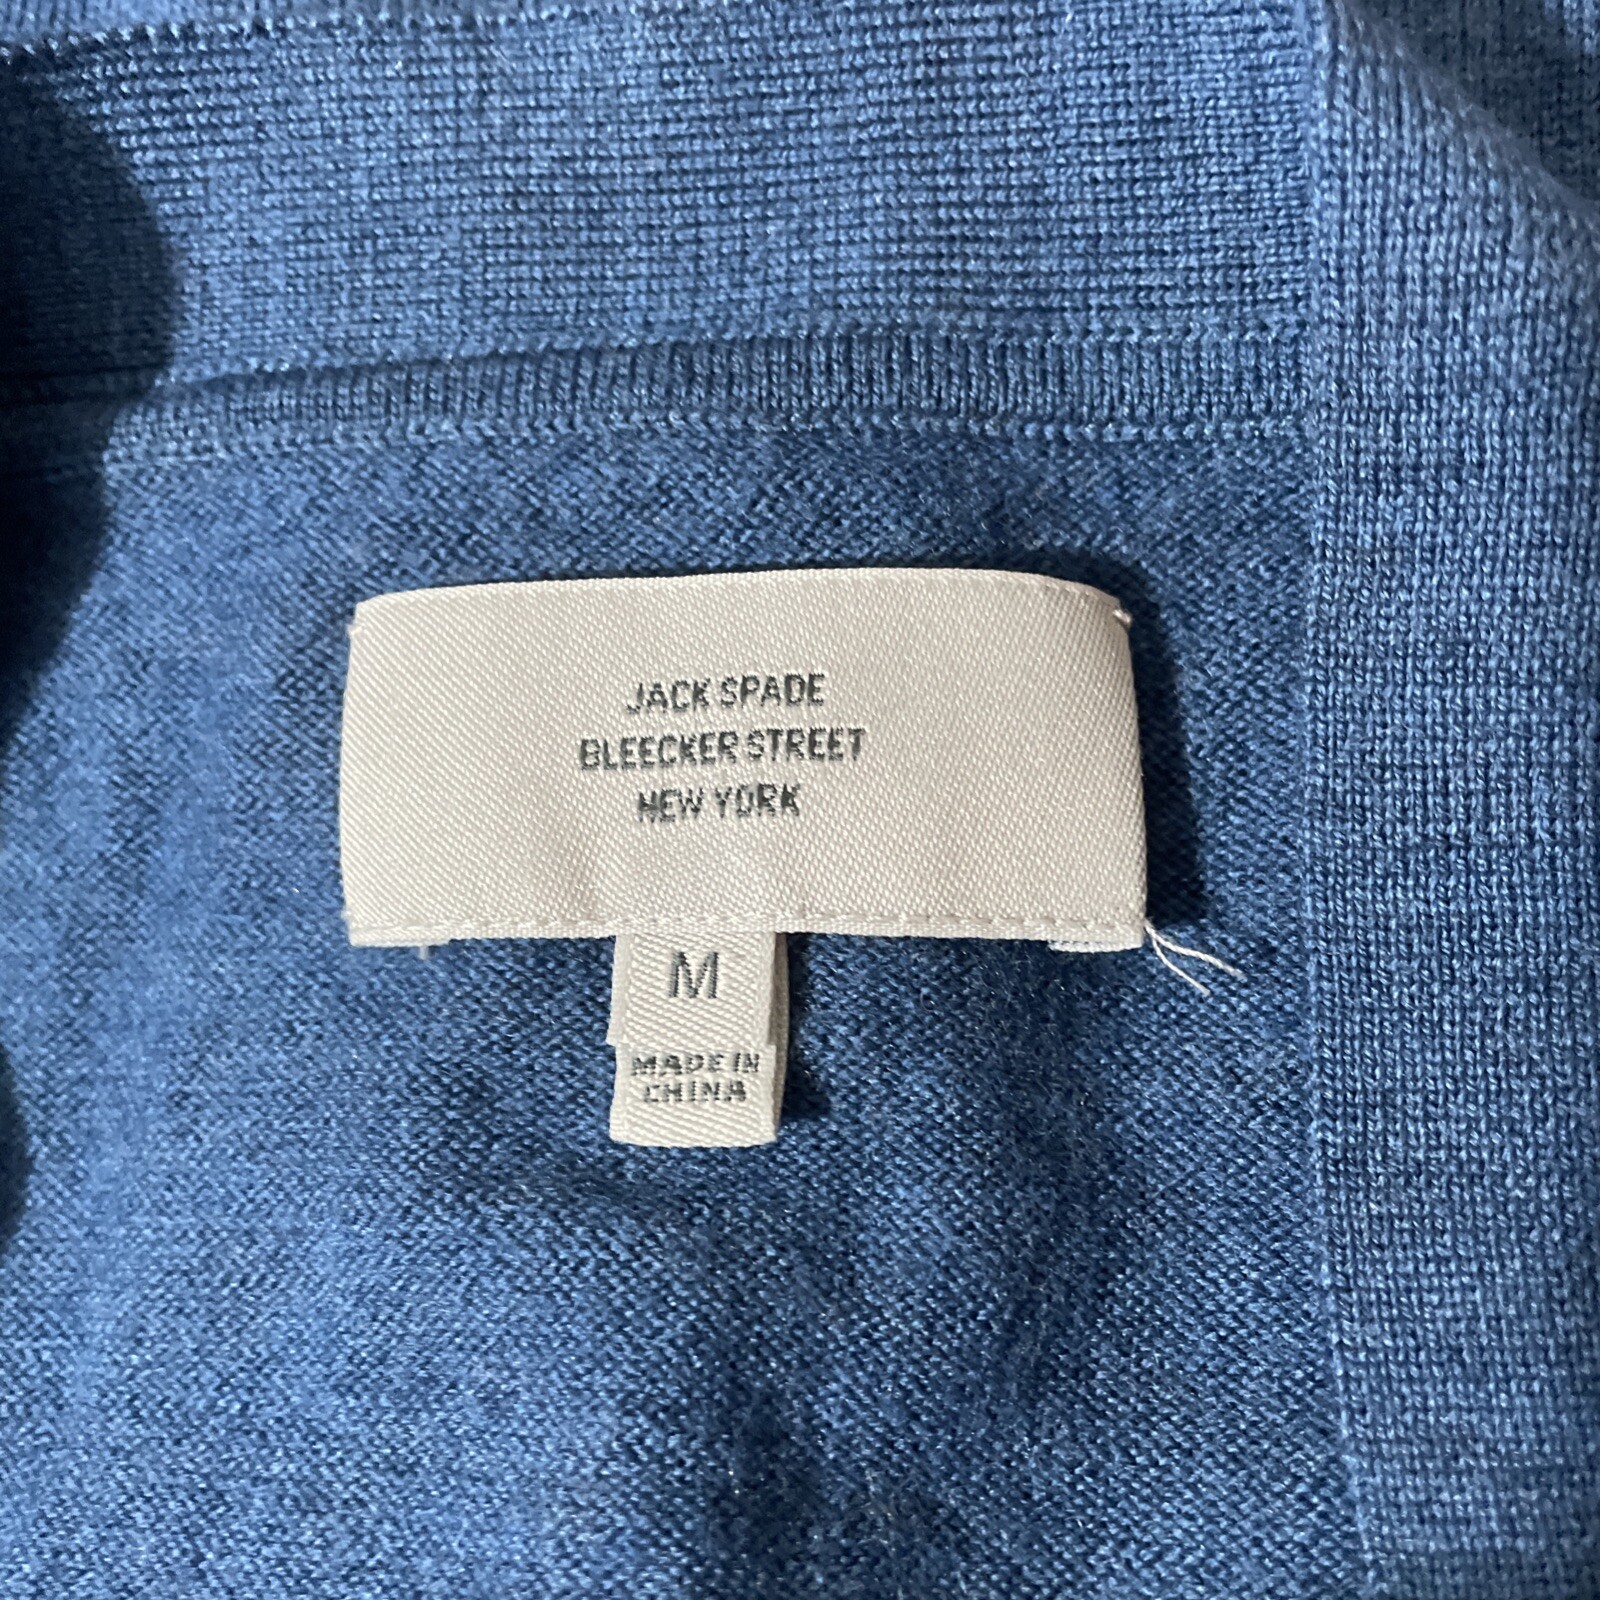 JACK SPADE
BLEECKER STREET
NEW YORK
M
MADE IN
CHINA